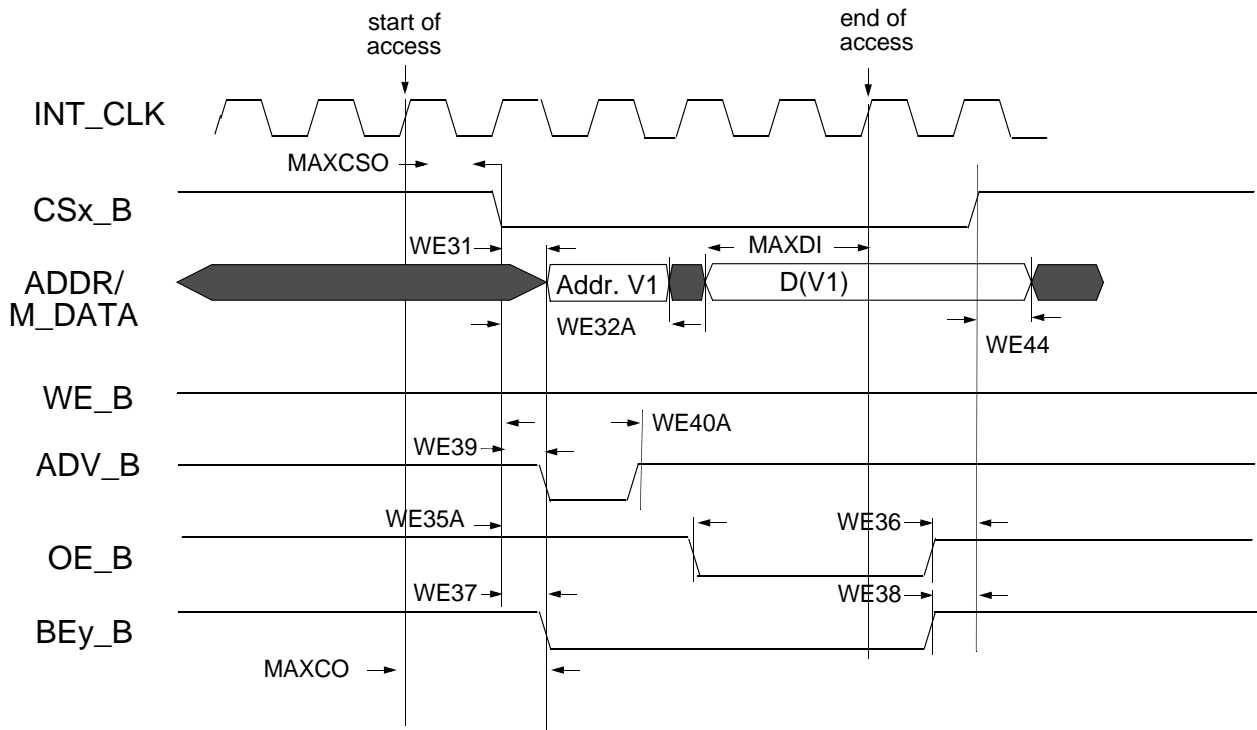 start of
access
end of
access
INT_CLK
MAXCSO
CSx_B
WE31
MAXDI
ADDR/
M_DATA
Addr. V1
D(V1)
WE32A
WE44
WE_B
WE40A
WE39
ADV_B
WE35A
WE36
OE_B
WE37
WE38
BEy_B
MAXCO